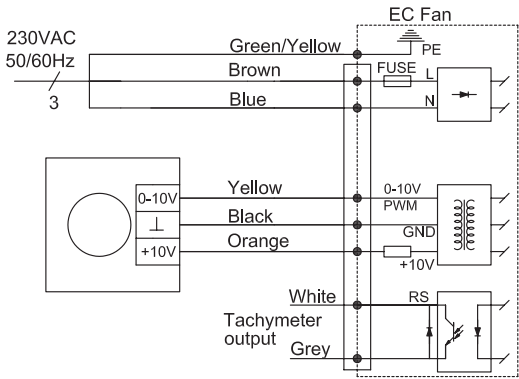 EC Fan
230VAC
50/60Hz
3
Green/Yellow
PE
Brown
FUSE
L
Blue
N
0-10V
⊥
+10V
Yellow
0-10V
PWM
Black
GND
Orange
+10V
White
RS
Tachymeter
output
Grey